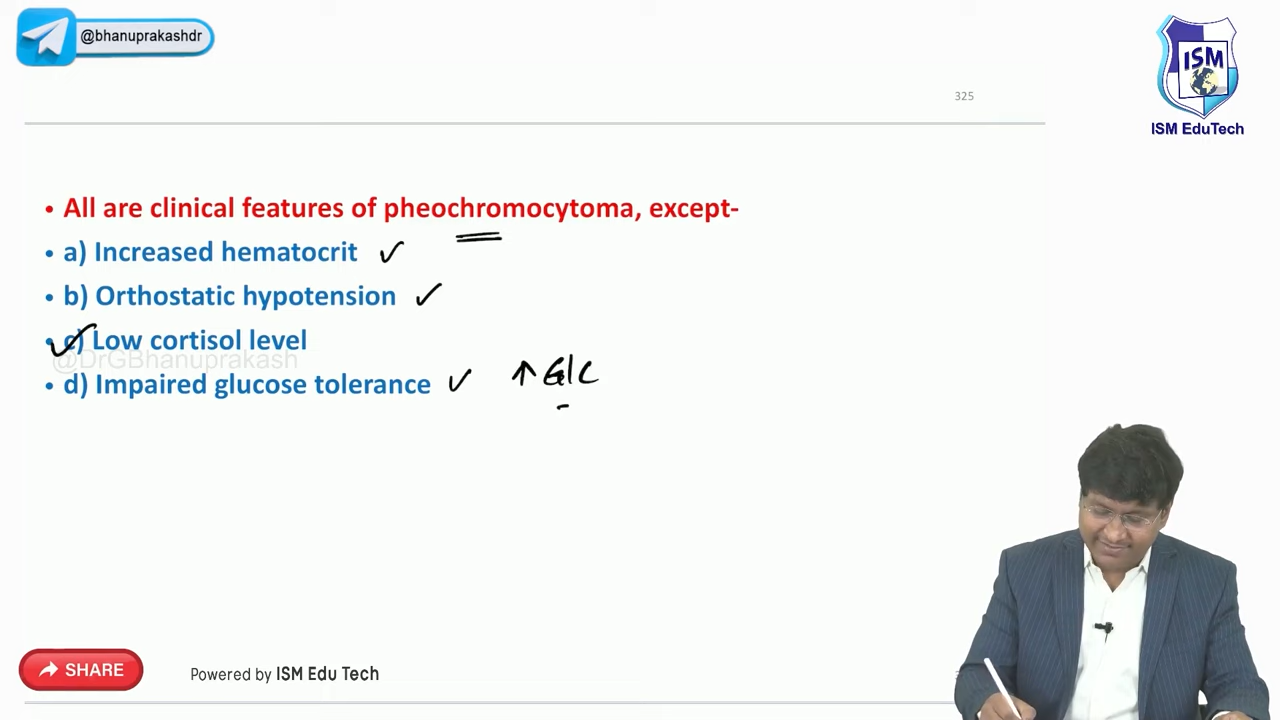 @bhanuprakashdr
ISM
ISM EduTech
325
• All are clinical features of pheochromocytoma, except-
• a) Increased hematocrit ✓
• b) Orthostatic hypotension ✓
• c) Low cortisol level
@DrGBhanuprakash
• d) Impaired glucose tolerance ✓ ↑ GlC
SHARE
Powered by ISM Edu Tech